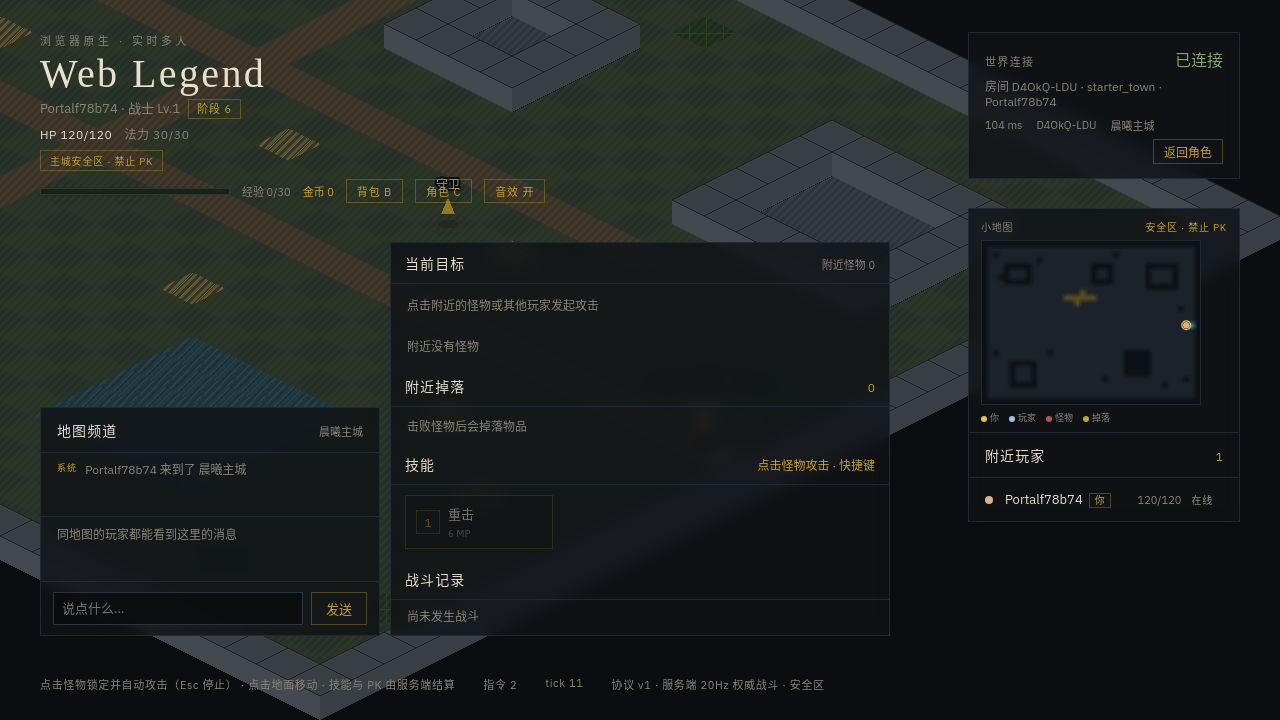 浏览器原生 · 实时多人
Web Legend
Portalf78b74 · 战士 Lv.1 阶段 6
HP 120/120 法力 30/30
主城安全区 · 禁止 PK
经验 0/30 金币 0 背包 B 角色 C 音效 开
守卫
世界连接 已连接
房间 D4OkQ-LDU · starter_town ·
Portalf78b74
104 ms D4OkQ-LDU 晨曦主城
返回角色
小地图 安全区 · 禁止 PK
你 玩家 怪物 掉落
附近玩家 1
Portalf78b74 你 120/120 在线
当前目标 附近怪物 0
点击附近的怪物或其他玩家发起攻击
附近没有怪物
附近掉落 0
击败怪物后会掉落物品
技能 点击怪物攻击 · 快捷键
1 重击
6 MP
战斗记录
尚未发生战斗
地图频道 晨曦主城
系统 Portalf78b74 来到了 晨曦主城
同地图的玩家都能看到这里的消息
说点什么... 发送
点击怪物锁定并自动攻击（Esc 停止） · 点击地面移动 · 技能与 PK 由服务端结算 指令 2 tick 11 协议 v1 · 服务端 20Hz 权威战斗 · 安全区